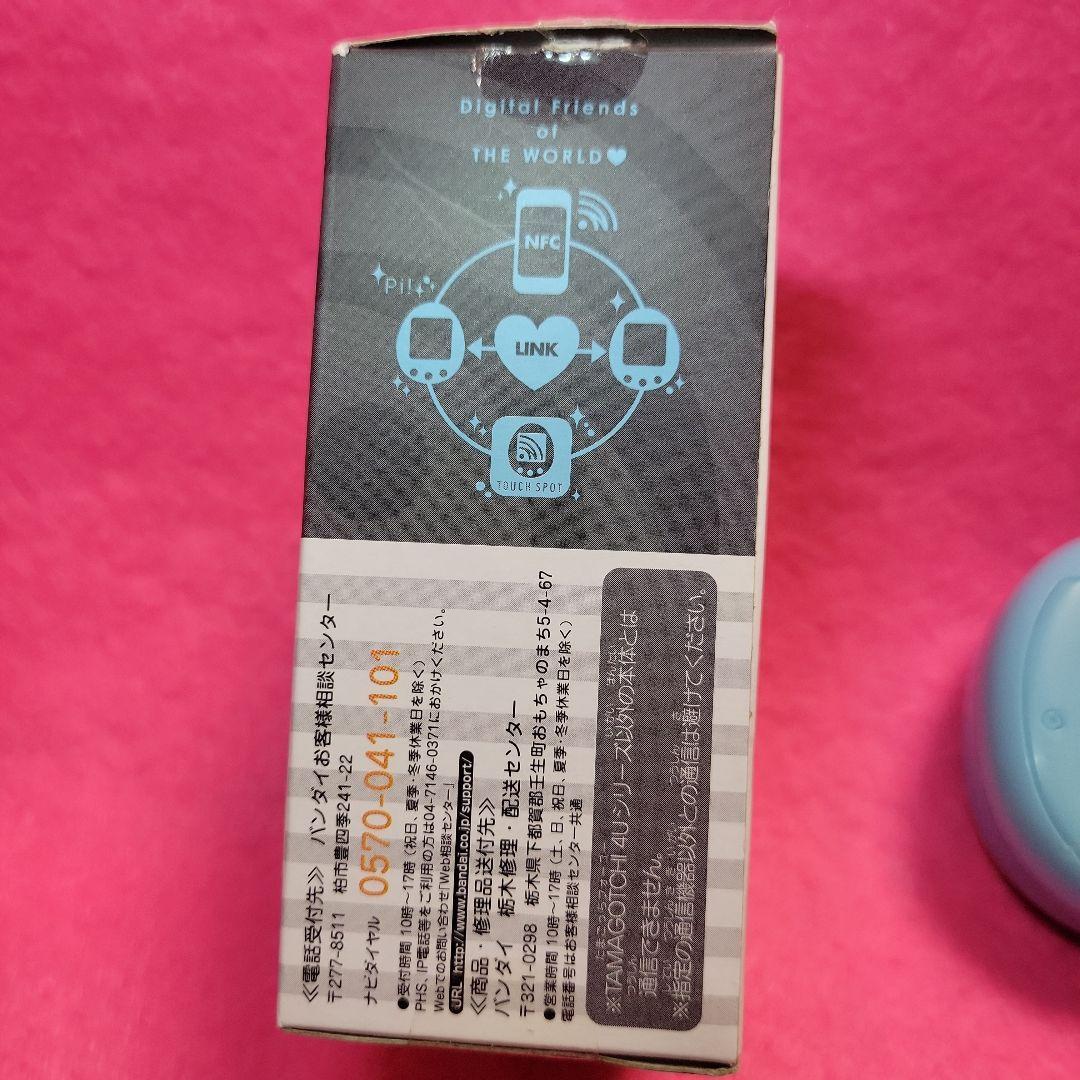 Digital Friends
of
THE WORLD♥
NFC
Pi!
LINK
TOUCH SPOT
≪電話受付先≫ バンダイお客様相談センター
〒277-8511 柏市豊四季241-22
ナビダイヤル 0570-041-101
●受付時間 10時～17時(祝日、夏季・冬季休業日を除く)
PHS、IP電話等をご利用の方は04-7146-0371におかけください。
Webでのお問い合わせ「Web相談センター」
URL http://www.bandai.co.jp/support/
≪商品・修理品送付先≫
バンダイ 栃木修理・配送センター
〒321-0298 栃木県下都賀郡壬生町おもちゃのまち5-4-67
●営業時間 10時～17時(土、日、祝日、夏季・冬季休業日を除く)
電話番号はお客様相談センター共通
※TAMAGOTCHI 4Uシリーズ以外の本体とは
通信できません。
※指定の通信機器以外との通信は避けてください。